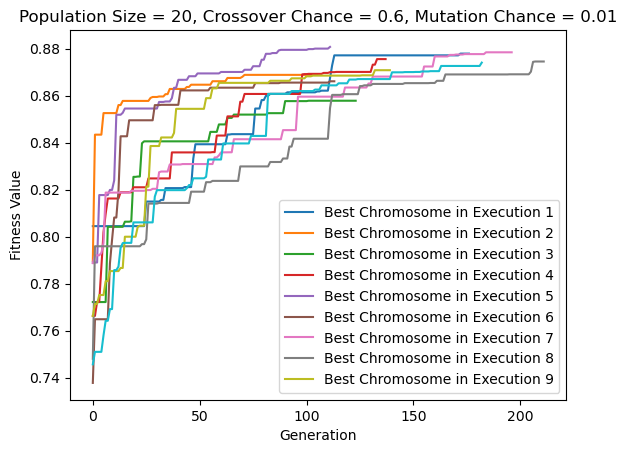 Population Size = 20, Crossover Chance = 0.6, Mutation Chance = 0.01
Fitness Value
0.88
0.86
0.84
0.82
0.80
0.78
0.76
0.74
Best Chromosome in Execution 1
Best Chromosome in Execution 2
Best Chromosome in Execution 3
Best Chromosome in Execution 4
Best Chromosome in Execution 5
Best Chromosome in Execution 6
Best Chromosome in Execution 7
Best Chromosome in Execution 8
Best Chromosome in Execution 9
0 50 100 150 200
Generation